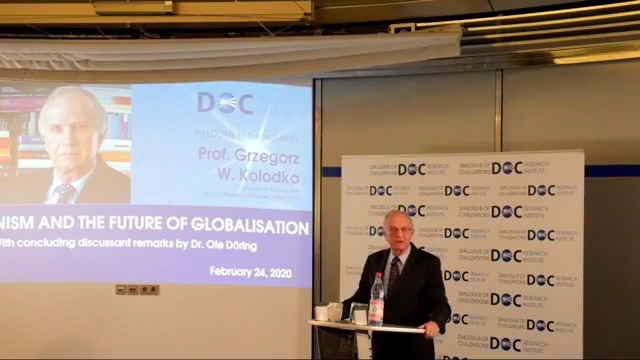 DOC
Prof. Grzegorz
W. Kolodko
NISM AND THE FUTURE OF GLOBALISATION
With concluding discussant remarks by Dr. Ole Döring
February 24, 2020
DIALOGUE OF CIVILIZATIONS DOC RESEARCH INSTITUTE